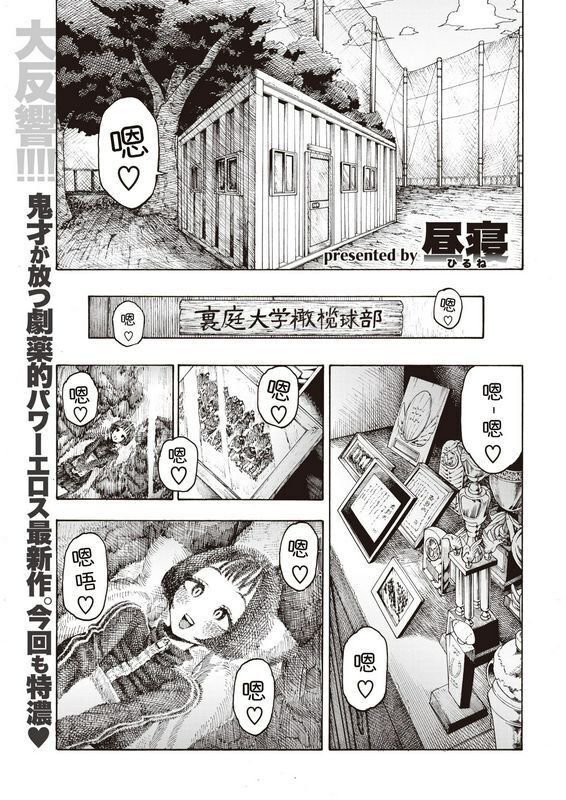 大反響!!!!
鬼才が放つ劇薬的パワーエロス最新作。今回も特濃♥
嗯♡
presented by 昼寝
ひるね
嗯♡
裏庭大学橄欖球部
嗯♡
嗯-嗯♡
嗯♡
嗯♡
嗯♡
嗯♡
嗯唔♡
嗯♡